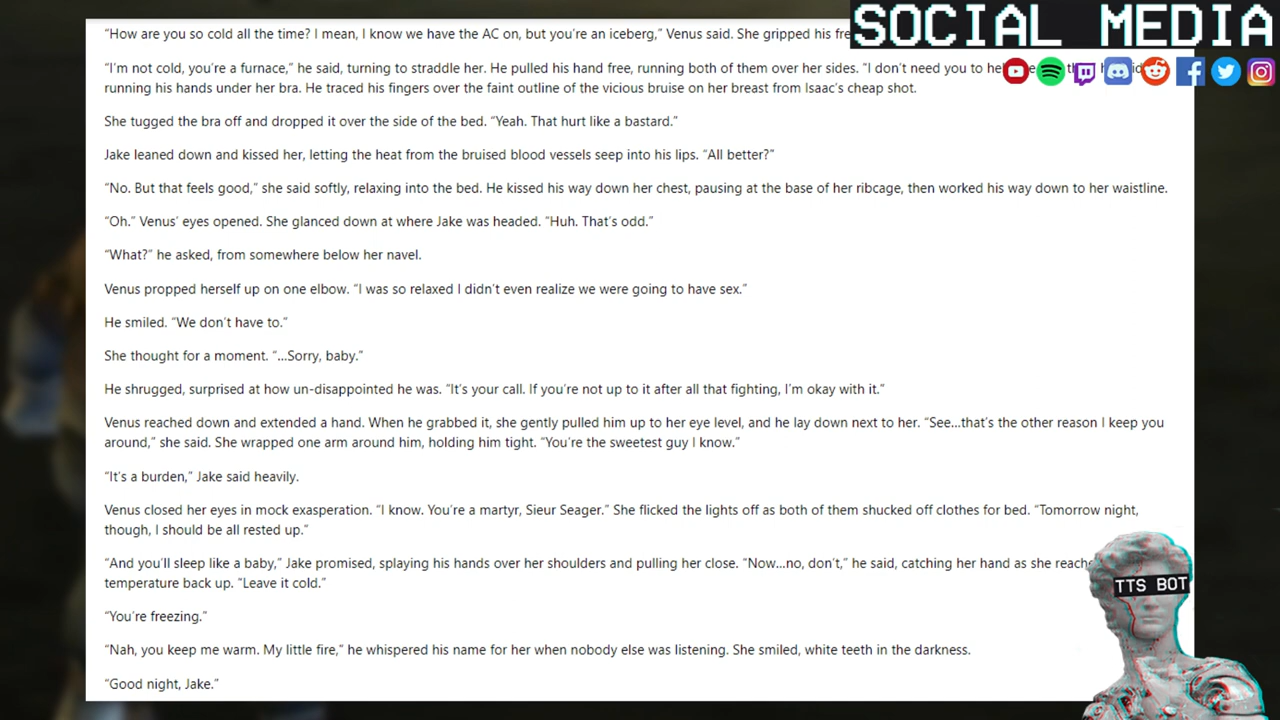 SOCIAL MEDIA
“How are you so cold all the time? I mean, I know we have the AC on, but you’re an iceberg,” Venus said. She gripped his
“I’m not cold, you’re a furnace,” he said, turning to straddle her. He pulled his hand free, running both of them over her sides. “I don’t need you to
running his hands under her bra. He traced his fingers over the faint outline of the vicious bruise on her breast from Isaac’s cheap shot.
She tugged the bra off and dropped it over the side of the bed. “Yeah. That hurt like a bastard.”
Jake leaned down and kissed her, letting the heat from the bruised blood vessels seep into his lips. “All better?”
“No. But that feels good,” she said softly, relaxing into the bed. He kissed his way down her chest, pausing at the base of her ribcage, then worked his way down to her waistline.
“Oh.” Venus’ eyes opened. She glanced down at where Jake was headed. “Huh. That’s odd.”
“What?” he asked, from somewhere below her navel.
Venus propped herself up on one elbow. “I was so relaxed I didn’t even realize we were going to have sex.”
He smiled. “We don’t have to.”
She thought for a moment. “…Sorry, baby.”
He shrugged, surprised at how un-disappointed he was. “It’s your call. If you’re not up to it after all that fighting, I’m okay with it.”
Venus reached down and extended a hand. When he grabbed it, she gently pulled him up to her eye level, and he lay down next to her. “See…that’s the other reason I keep you
around,” she said. She wrapped one arm around him, holding him tight. “You’re the sweetest guy I know.”
“It’s a burden,” Jake said heavily.
Venus closed her eyes in mock exasperation. “I know. You’re a martyr, Sieur Seager.” She flicked the lights off as both of them shucked off clothes for bed. “Tomorrow night,
though, I should be all rested up.”
“And you’ll sleep like a baby,” Jake promised, splaying his hands over her shoulders and pulling her close. “Now…no, don’t,” he said, catching her hand as she
temperature back up. “Leave it cold.”
TTS BOT
“You’re freezing.”
“Nah, you keep me warm. My little fire,” he whispered his name for her when nobody else was listening. She smiled, white teeth in the darkness.
“Good night, Jake.”